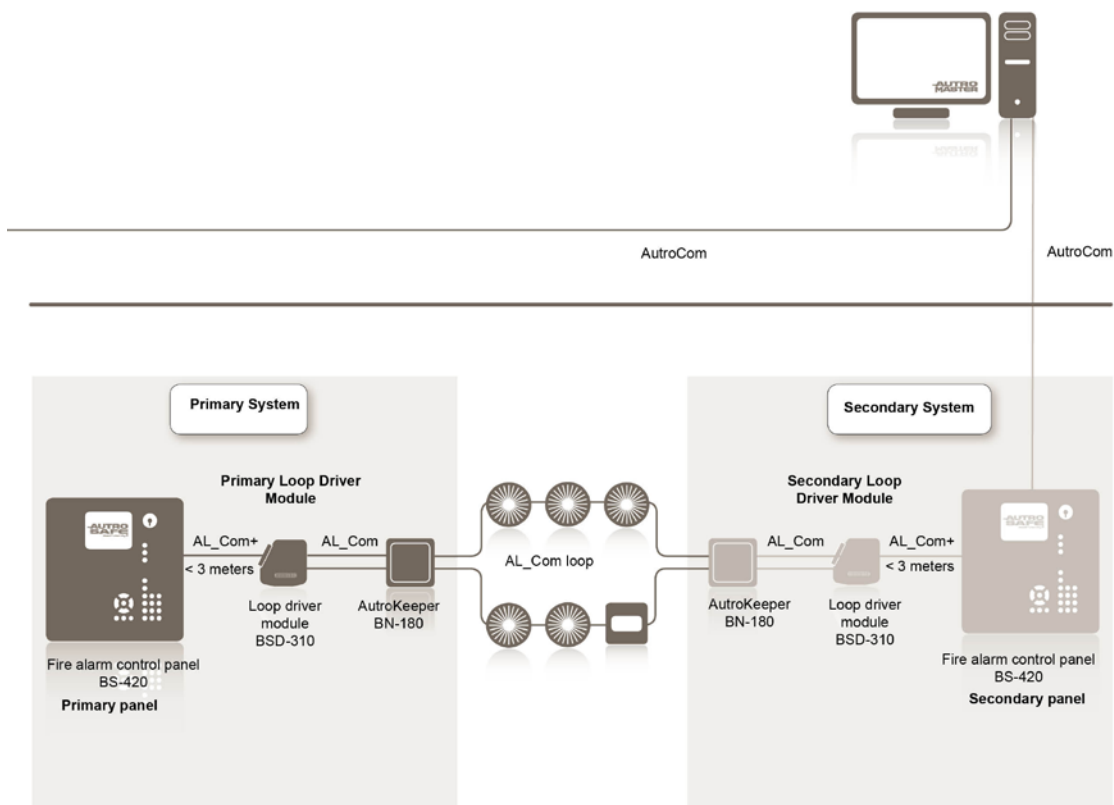 AUTRO
MASTER
AutroCom
AutroCom
Primary System
Primary Loop Driver
Module
AUTRO
SAFE
AL_Com+
< 3 meters
AL_Com
Loop driver
module
BSD-310
AutroKeeper
BN-180
Fire alarm control panel
BS-420
Primary panel
AL_Com loop
Secondary System
Secondary Loop
Driver Module
AL_Com
AL_Com+
< 3 meters
AutroKeeper
BN-180
Loop driver
module
BSD-310
AUTRO
SAFE
Fire alarm control panel
BS-420
Secondary panel